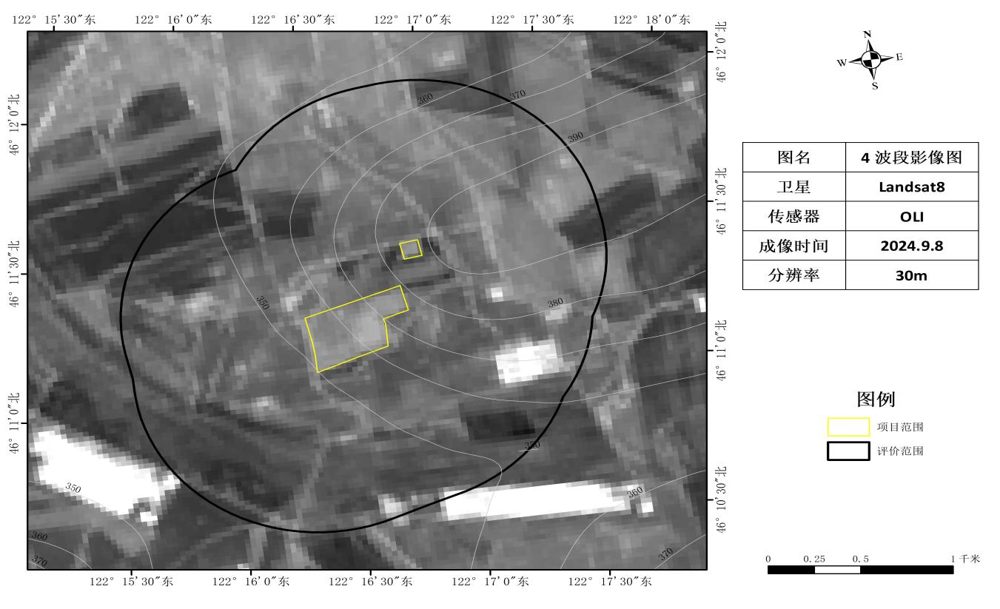 122° 15′30″东 122° 16′0″东 122° 16′30″东 122° 17′0″东 122° 17′30″东 122° 18′0″东
46° 12′0″北
46° 11′30″北
46° 11′0″北
46° 12′0″北
46° 11′30″北
46° 11′0″北
46° 10′30″北
360
370
390
350
380
350
350
360
360
370
370
122° 15′30″东 122° 16′0″东 122° 16′30″东 122° 17′0″东 122° 17′30″东
N
W E
S
图名 4 波段影像图
卫星 Landsat8
传感器 OLI
成像时间 2024.9.8
分辨率 30m
图例
项目范围
评价范围
0 0.25 0.5 1 千米